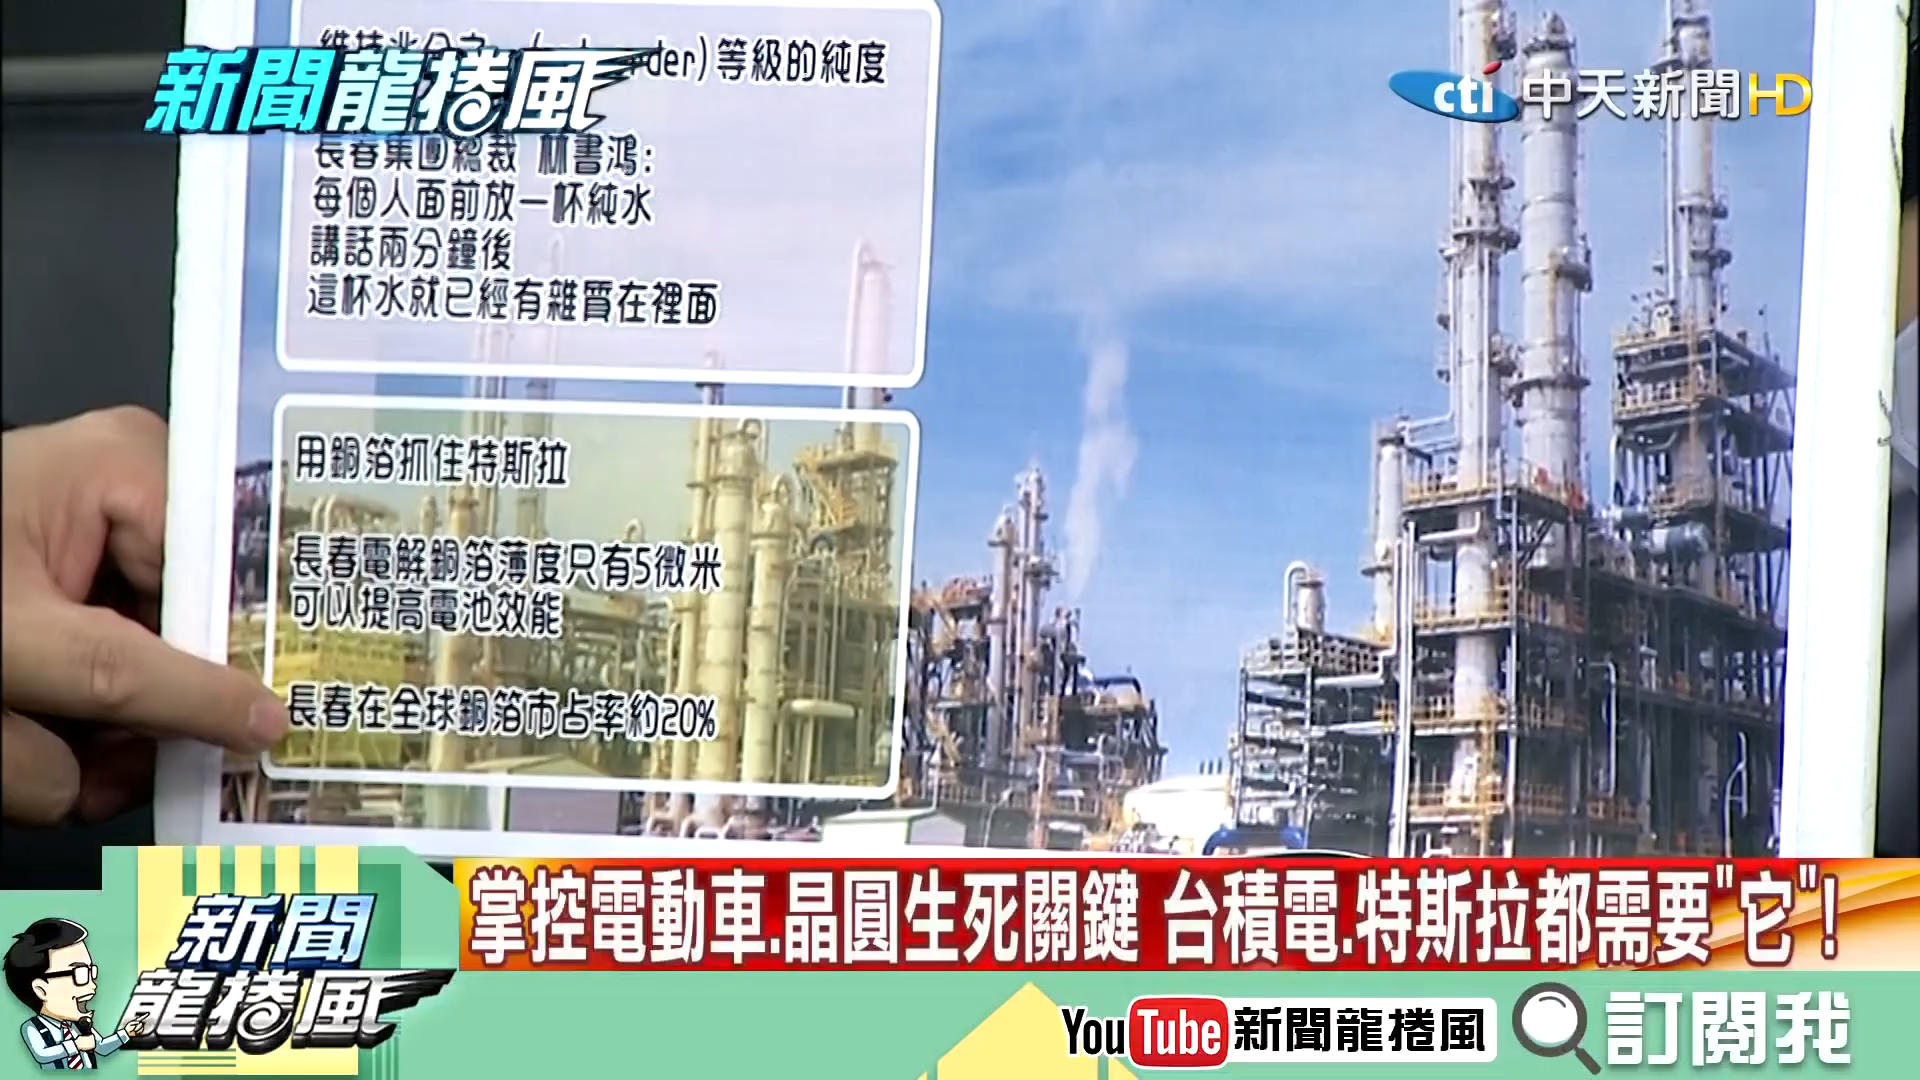 等級的純度
新聞龍捲風
cti 中天新聞HD
長春集團總裁 林書鴻:
每個人面前放一杯純水
講話兩分鐘後
這杯水就已經有雜質在裡面
用銅箔抓住特斯拉
長春電解銅箔薄度只有5微米
可以提高電池效能
長春在全球銅箔市占率約20%
掌控電動車.晶圓生死關鍵 台積電.特斯拉都需要"它"!
新聞
龍捲風
YouTube 新聞龍捲風
訂閱我